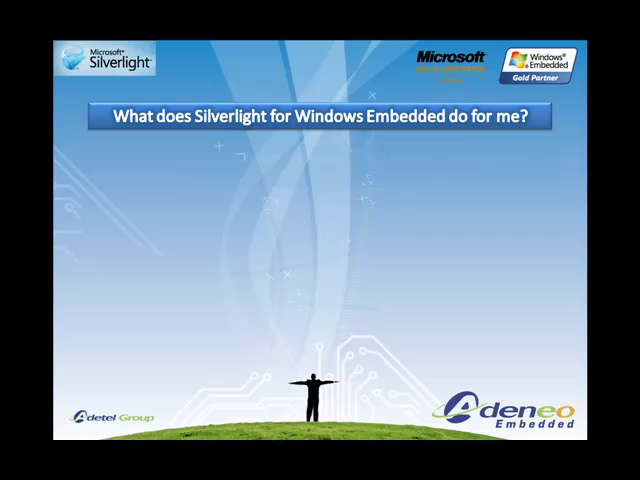 Microsoft®
Silverlight™
Microsoft
Windows®
Embedded
Gold Partner
What does Silverlight for Windows Embedded do for me?
Adetel Group
Adeneo
Embedded